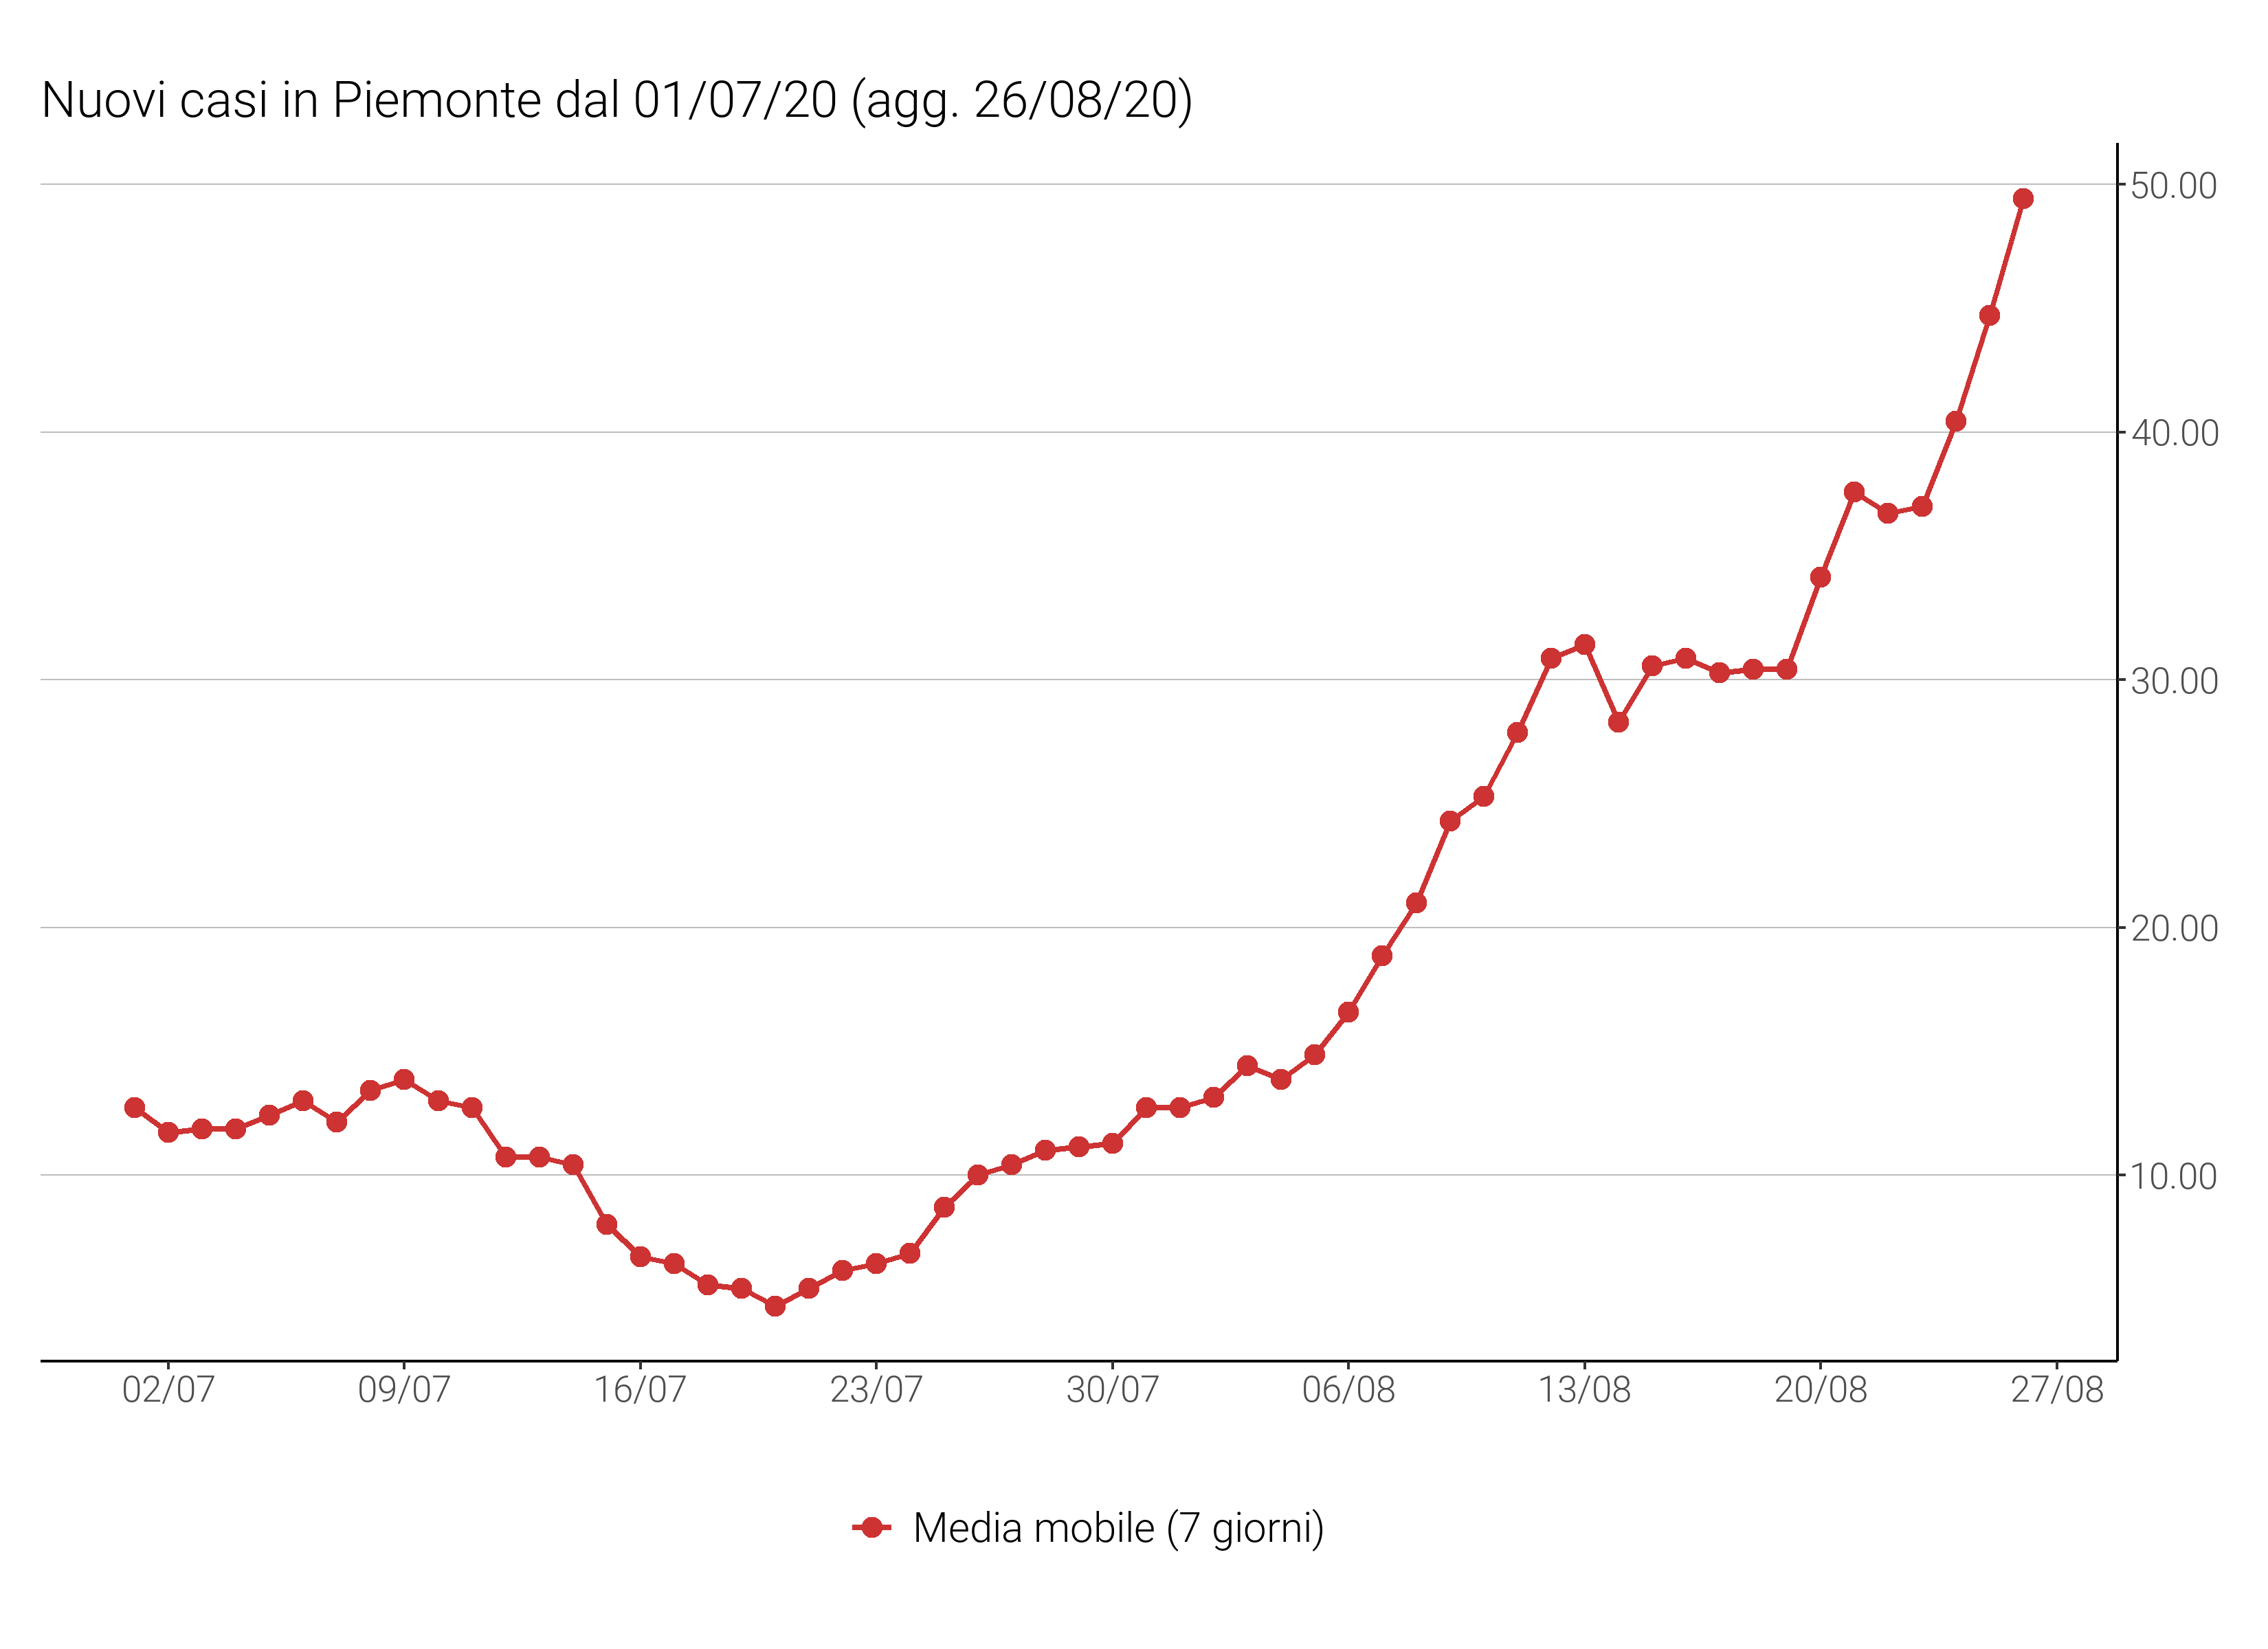 Nuovi casi in Piemonte dal 01/07/20 (agg. 26/08/20)
50.00
40.00
30.00
20.00
10.00
02/07 09/07 16/07 23/07 30/07 06/08 13/08 20/08 27/08
Media mobile (7 giorni)